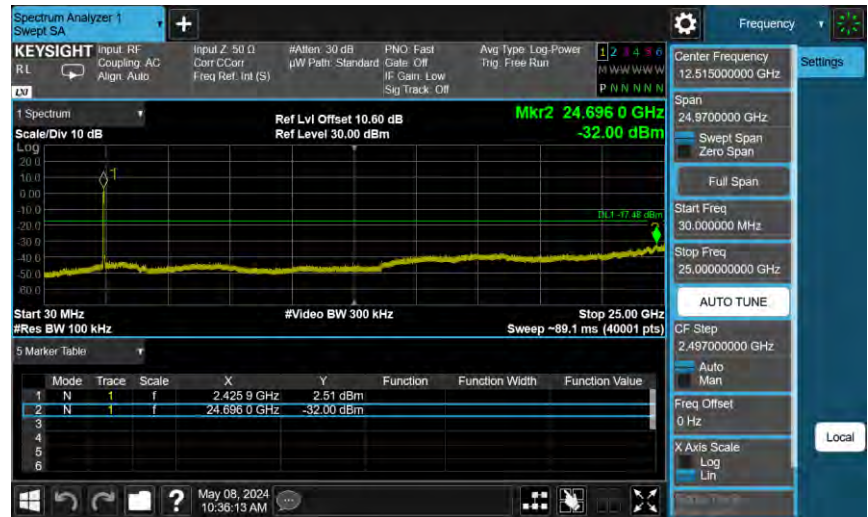 Spectrum Analyzer 1
Swept SA
+
Frequency
KEYSIGHT
RL
LXI
Input: RF
Coupling: AC
Align: Auto
Input Z: 50 Ω
Corr CCorr
Freq Ref: Int (S)
#Atten: 30 dB
µW Path: Standard
PNO: Fast
Gate: Off
IF Gain: Low
Sig Track: Off
Avg Type: Log-Power
Trig: Free Run
1 2 3 4 5 6
M W W W W W
P N N N N N
1 Spectrum
Scale/Div 10 dB
Ref Lvl Offset 10.60 dB
Ref Level 30.00 dBm
Mkr2 24.696 0 GHz
-32.00 dBm
Log
20.0
10.0
0.00
-10.0
-20.0
-30.0
-40.0
-50.0
-60.0
1
DL1 -17.48 dBm
2
Start 30 MHz
#Res BW 100 kHz
#Video BW 300 kHz
Stop 25.00 GHz
Sweep ~89.1 ms (40001 pts)
5 Marker Table
Mode Trace Scale X Y Function Function Width Function Value
1 N 1 f 2.425 9 GHz 2.51 dBm
2 N 1 f 24.696 0 GHz -32.00 dBm
3
4
5
6
?
May 08, 2024
10:36:13 AM
Center Frequency
12.515000000 GHz
Settings
Span
24.9700000 GHz
Swept Span
Zero Span
Full Span
Start Freq
30.000000 MHz
Stop Freq
25.000000000 GHz
AUTO TUNE
CF Step
2.497000000 GHz
Auto
Man
Freq Offset
0 Hz
X Axis Scale
Log
Lin
Local